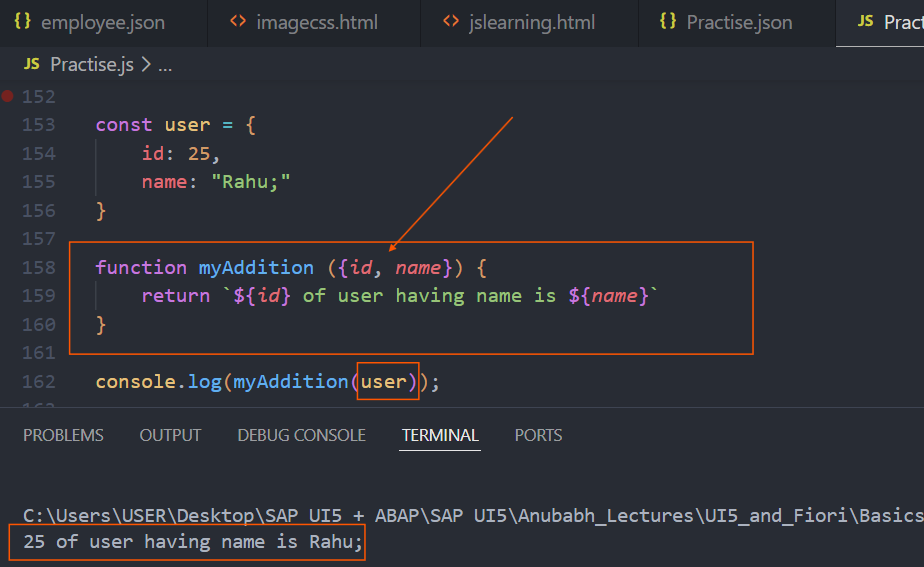 {} employee.json <> imagecss.html <> jslearning.html {} Practise.json JS Pract
JS Practise.js > ...
152
153 const user = {
154 id: 25,
155 name: "Rahu;"
156 }
157
158 function myAddition ({id, name}) {
159 return `${id} of user having name is ${name}`
160 }
161
162 console.log(myAddition(user));
PROBLEMS OUTPUT DEBUG CONSOLE TERMINAL PORTS
C:\Users\USER\Desktop\SAP UI5 + ABAP\SAP UI5\Anubabh_Lectures\UI5_and_Fiori\Basics
25 of user having name is Rahu;